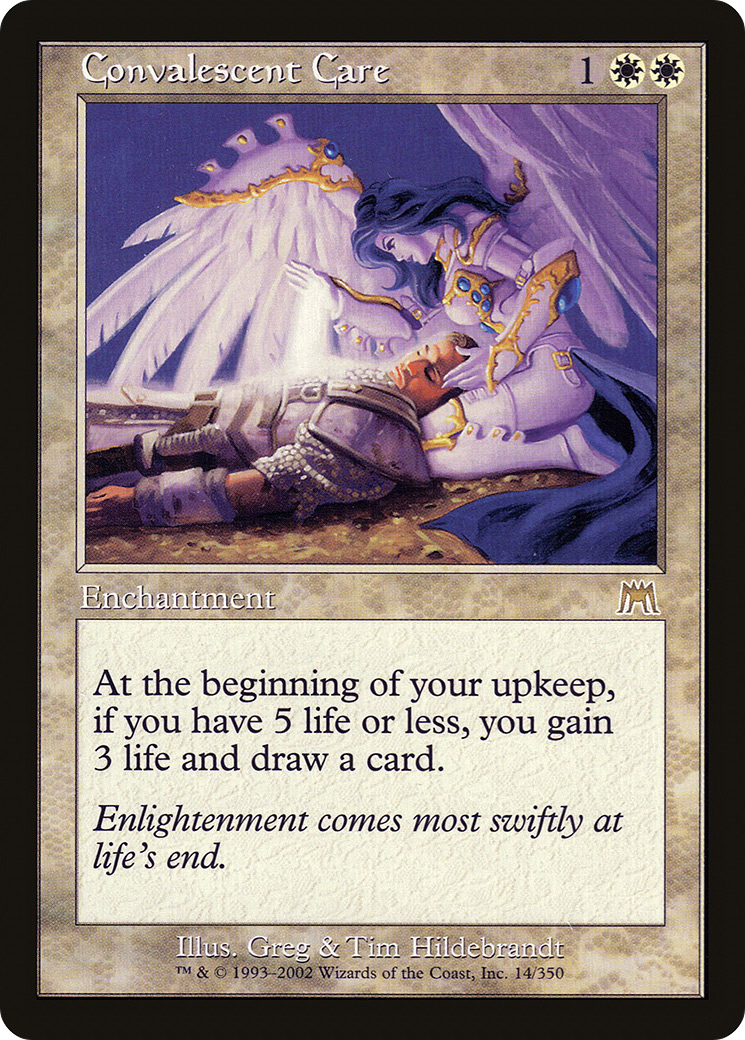 Convalescent Care 1
Enchantment
At the beginning of your upkeep,
if you have 5 life or less, you gain
3 life and draw a card.
Enlightenment comes most swiftly at
life's end.
Illus. Greg & Tim Hildebrandt
™ & © 1993–2002 Wizards of the Coast, Inc. 14/350